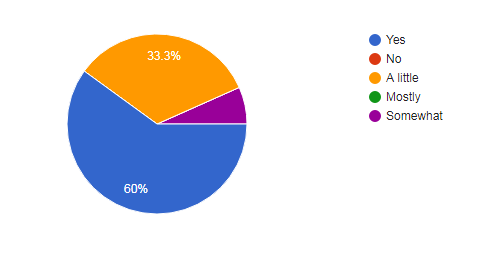 33.3%
60%
Yes
No
A little
Mostly
Somewhat